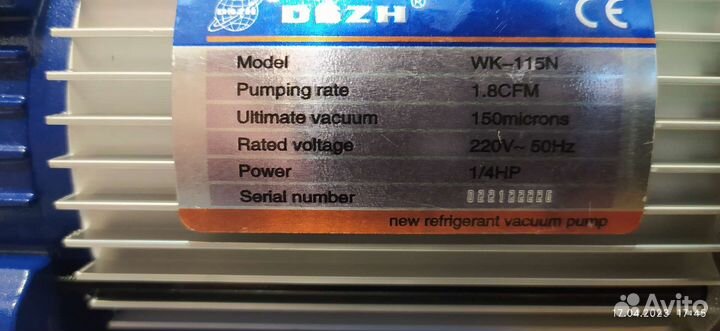 DSZH®
CE
Model WK-115N
Pumping rate 1.8CFM
Ultimate vacuum 150microns
Rated voltage 220V~ 50Hz
Power 1/4HP
Serial number
new refrigerant vacuum pump
Avito
17.04.2023 17:45